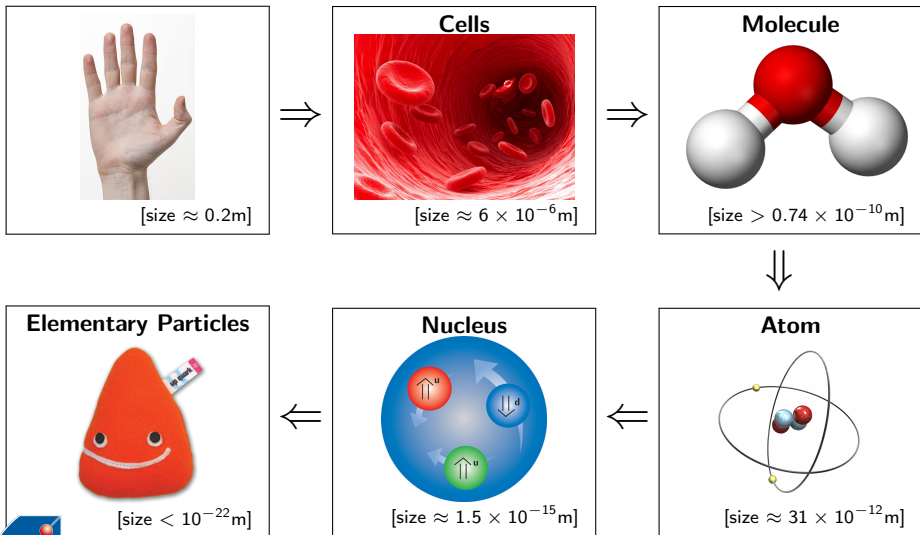 [size ≈ 0.2m]
Cells
[size ≈ 6 × 10⁻⁶m]
Molecule
[size > 0.74 × 10⁻¹⁰m]
Atom
[size ≈ 31 × 10⁻¹²m]
Nucleus
u
d
u
[size ≈ 1.5 × 10⁻¹⁵m]
Elementary Particles
up quark
[size < 10⁻²²m]